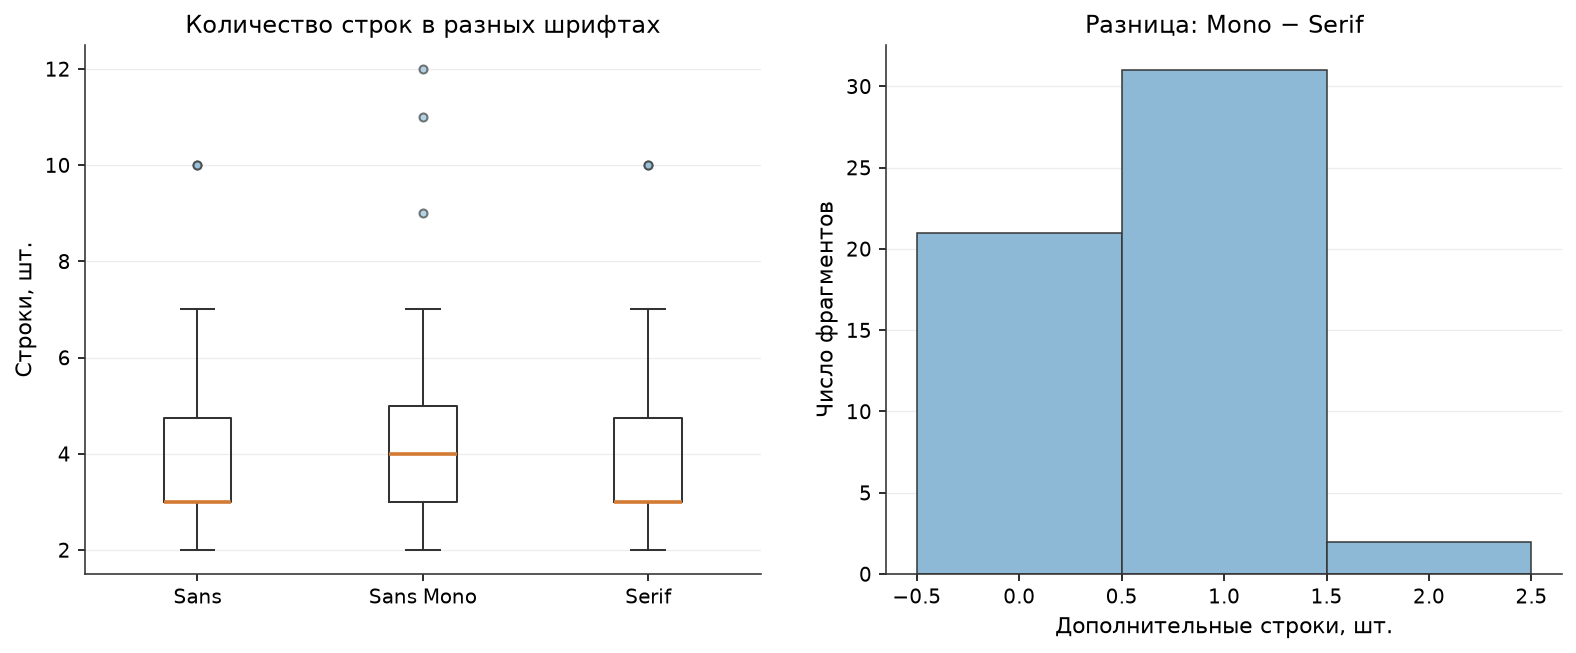 Количество строк в разных шрифтах
Строки, шт.
12
10
8
6
4
2
Sans
Sans Mono
Serif
Разница: Mono − Serif
Число фрагментов
30
25
20
15
10
5
0
−0.5
0.0
0.5
1.0
1.5
2.0
2.5
Дополнительные строки, шт.